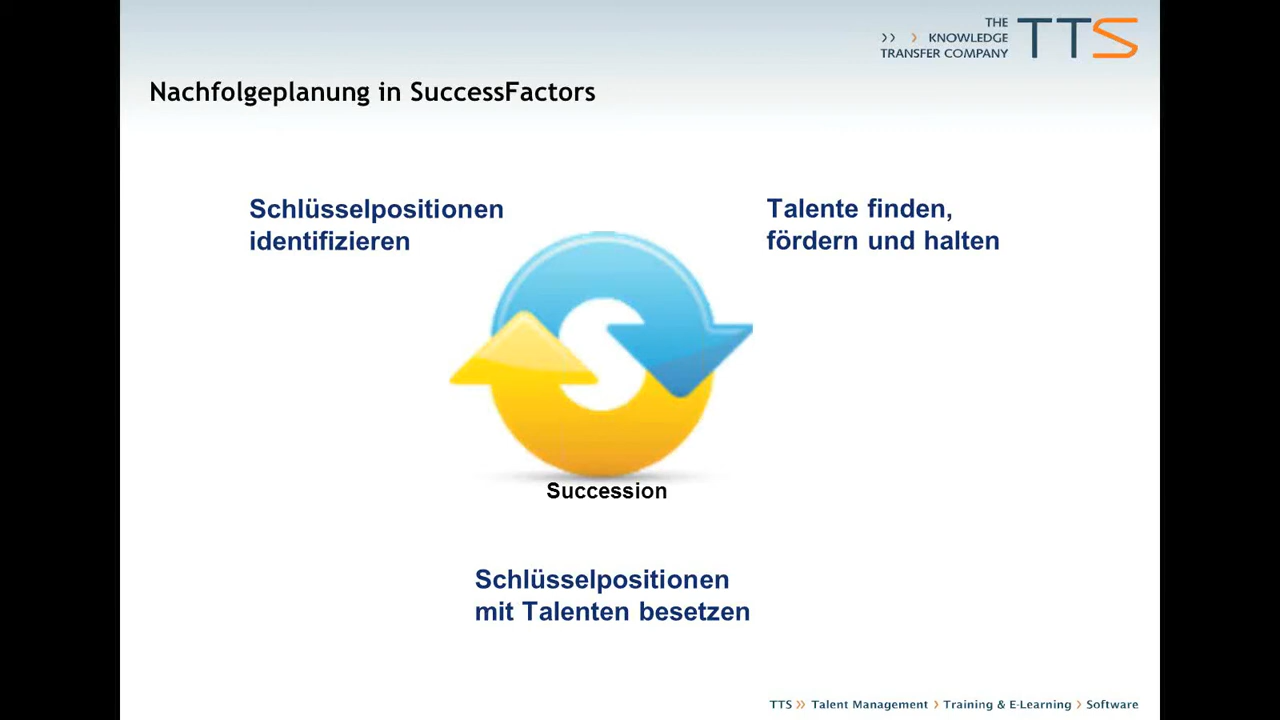 THE
>> > KNOWLEDGE
TRANSFER COMPANY
TTS
Nachfolgeplanung in SuccessFactors
Schlüsselpositionen
identifizieren
Talente finden,
fördern und halten
S
Succession
Schlüsselpositionen
mit Talenten besetzen
TTS >> Talent Management > Training & E-Learning > Software